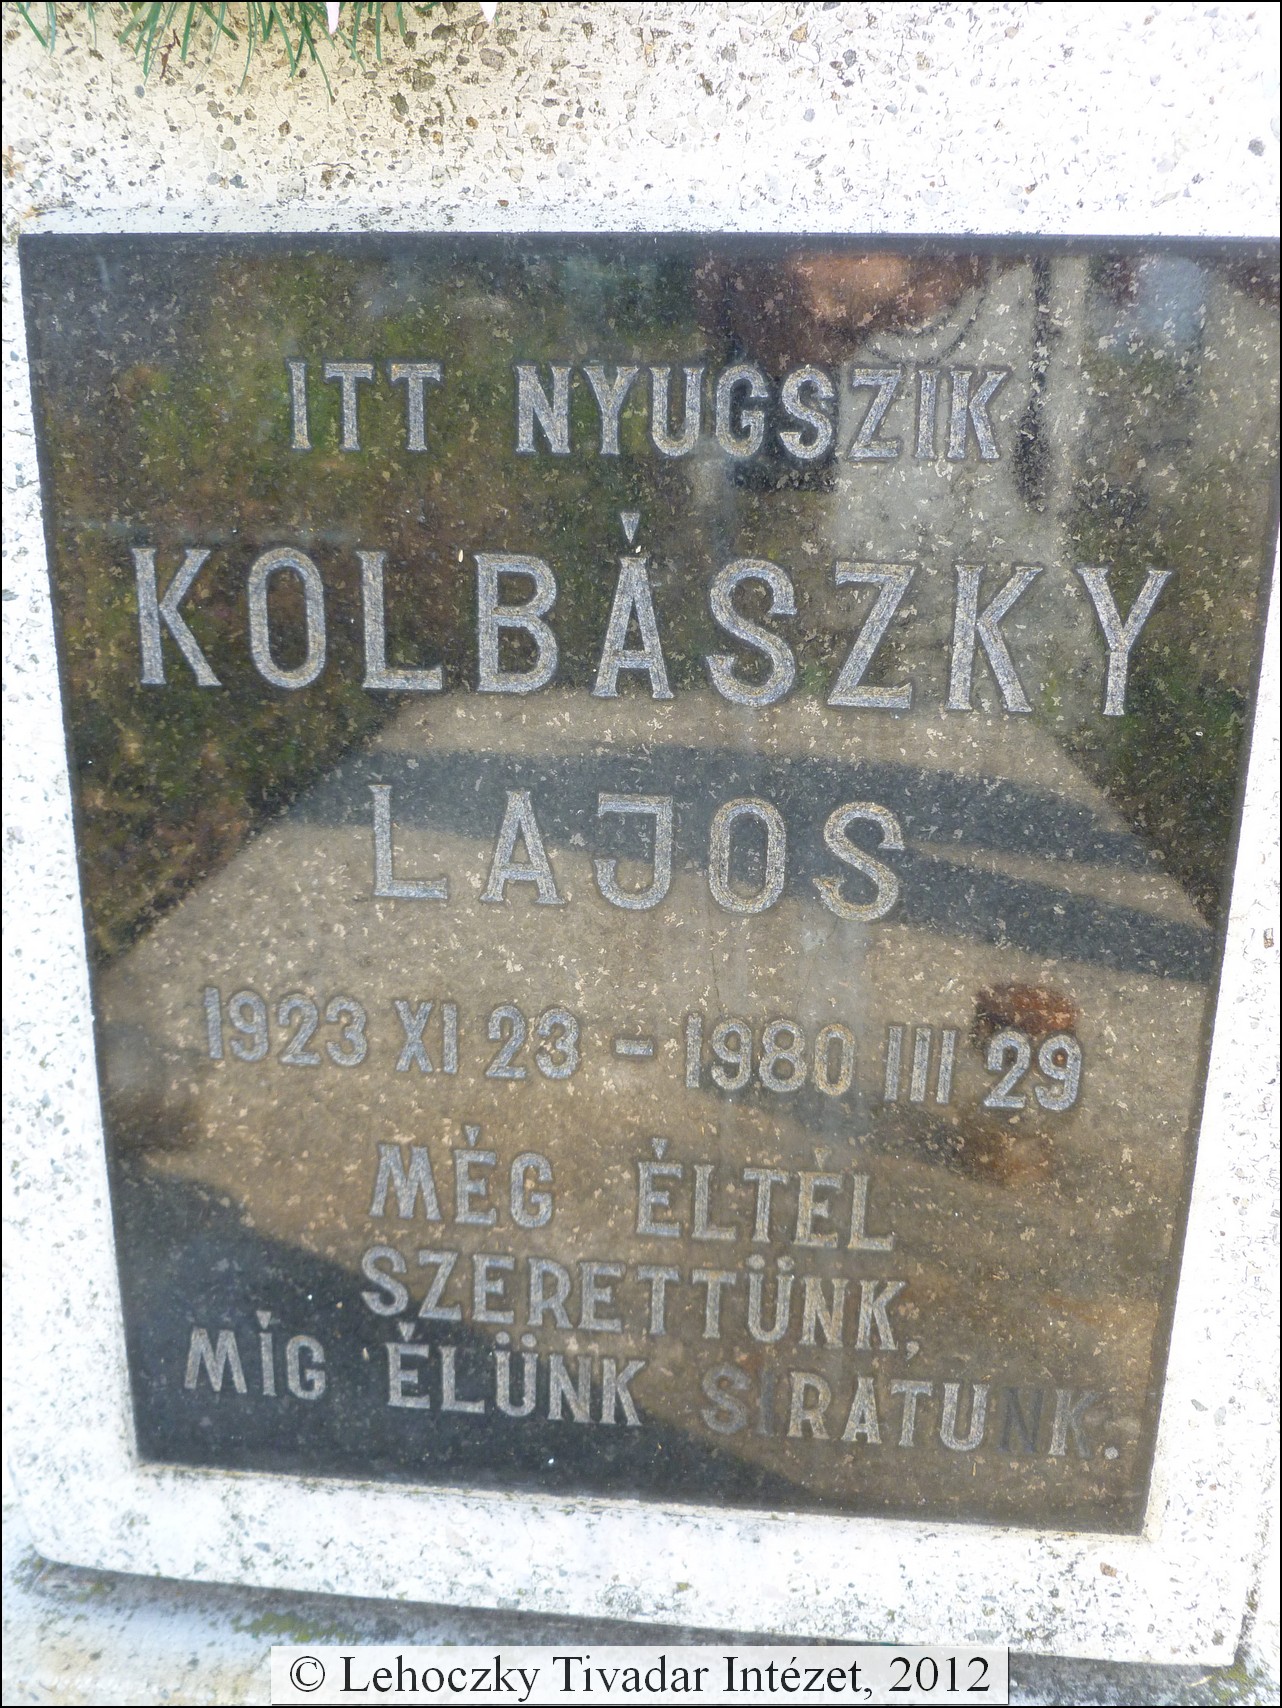 ITT NYUGSZIK
KOLBÁSZKY
LAJOS
1923 XI 23 - 1980 III 29
MÉG ÉLTÉL
SZERETTÜNK,
MÍG ÉLÜNK SIRATUNK.
© Lehoczky Tivadar Intézet, 2012